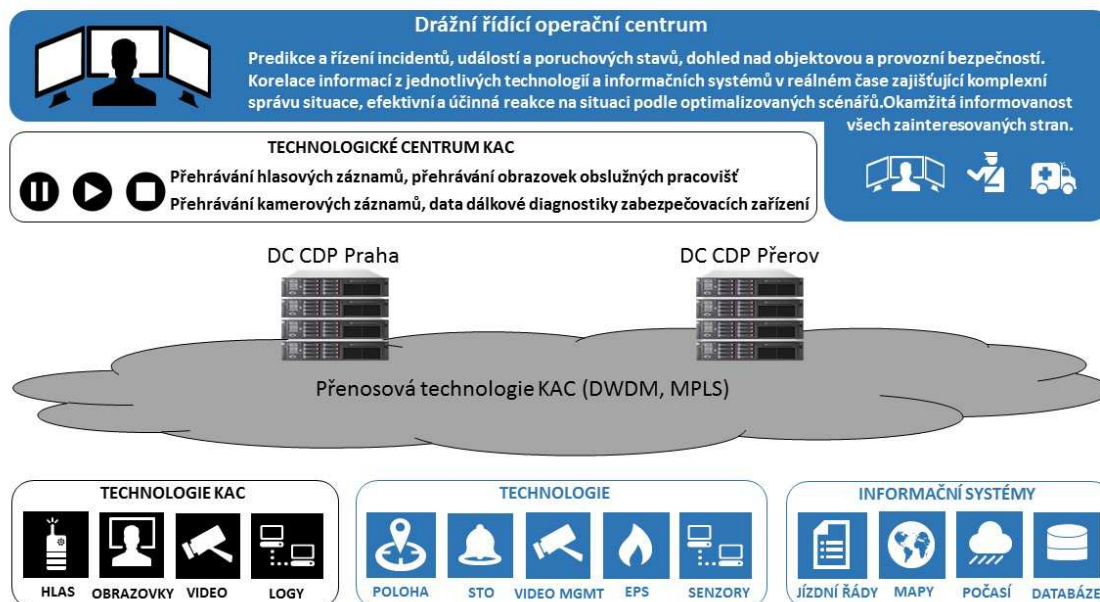 Drážní řídící operační centrum
Predikce a řízení incidentů, událostí a poruchových stavů, dohled nad objektovou a provozní bezpečností.
Korelace informací z jednotlivých technologií a informačních systémů v reálném čase zajišťující komplexní
správu situace, efektivní a účinná reakce na situaci podle optimalizovaných scénářů.Okamžitá informovanost
všech zainteresovaných stran.
TECHNOLOGICKÉ CENTRUM KAC
Přehrávání hlasových záznamů, přehrávání obrazovek obslužných pracovišť
Přehrávání kamerových záznamů, data dálkové diagnostiky zabezpečovacích zařízení
DC CDP Praha
DC CDP Přerov
Přenosová technologie KAC (DWDM, MPLS)
TECHNOLOGIE KAC
HLAS OBRAZOVKY VIDEO LOGY
TECHNOLOGIE
POLOHA STO VIDEO MGMT EPS SENZORY
INFORMAČNÍ SYSTÉMY
JÍZDNÍ ŘÁDY MAPY POČASÍ DATABÁZE